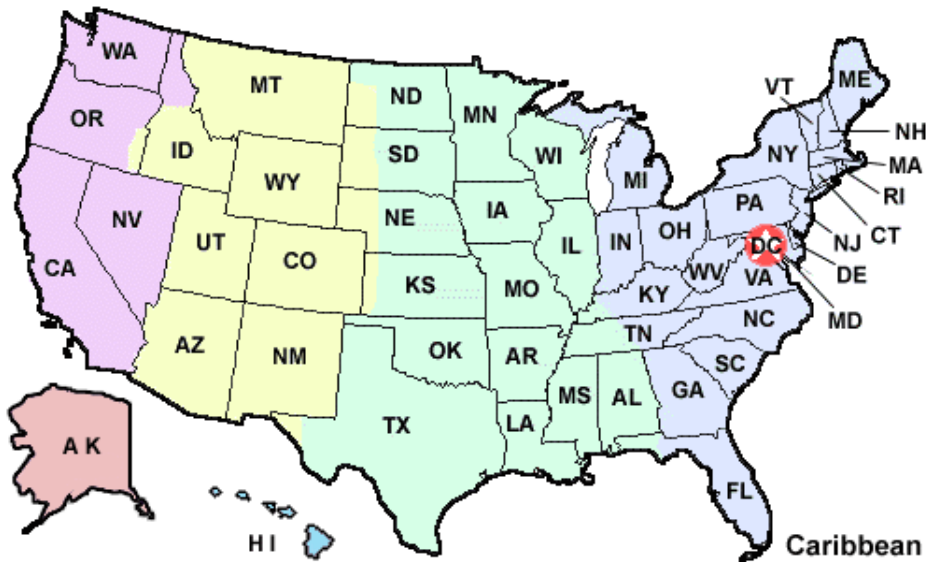 WA
MT
ND
MN
VT
ME
OR
NH
ID
SD
WI
NY
MA
WY
MI
RI
NV
NE
IA
PA
UT
IL
IN
OH
NJ
CT
CA
CO
DC
DE
KS
MO
WV
VA
KY
MD
AZ
NM
OK
AR
TN
NC
SC
TX
MS
AL
GA
LA
A K
FL
H I
Caribbean